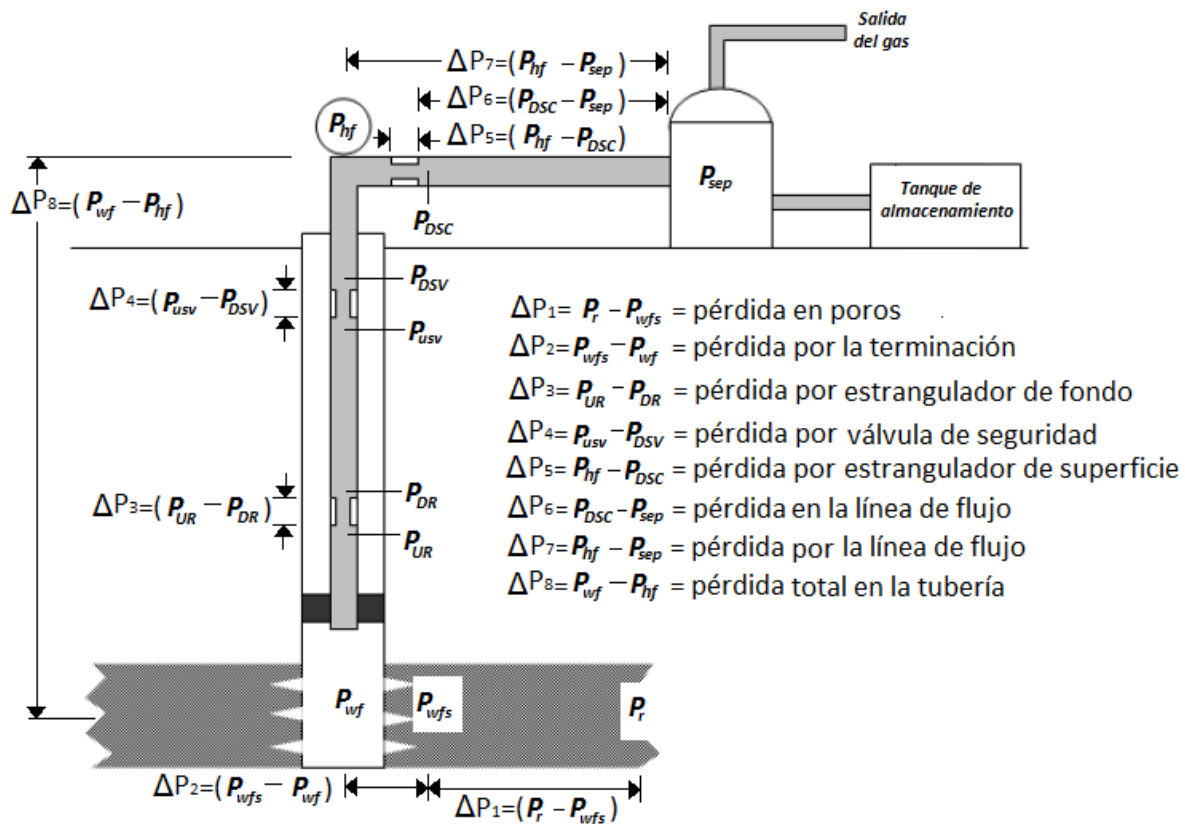 Salida
del gas
ΔP7=(Phf – Psep)
ΔP6=(PDSC–Psep)
ΔP5=( Phf – PDSC)
Phf
Psep
Tanque de
almacenamiento
ΔP8=(Pwf – Phf)
PDSC
PDSV
ΔP4=(Pusv –PDSV)
Pusv
ΔP1= Pr – Pwfs = pérdida en poros
ΔP2=Pwfs–Pwf = pérdida por la terminación
ΔP3= PUR – PDR = pérdida por estrangulador de fondo
ΔP4=Pusv –PDSV = pérdida por válvula de seguridad
ΔP5= Phf – PDSC= pérdida por estrangulador de superficie
ΔP6= PDSC –Psep= pérdida en la línea de flujo
ΔP7=Phf – Psep = pérdida por la línea de flujo
ΔP8=Pwf – Phf = pérdida total en la tubería
PDR
ΔP3=(PUR –PDR)
PUR
Pwf
Pwfs
Pr
ΔP2=(Pwfs– Pwf)
ΔP1=(Pr – Pwfs)